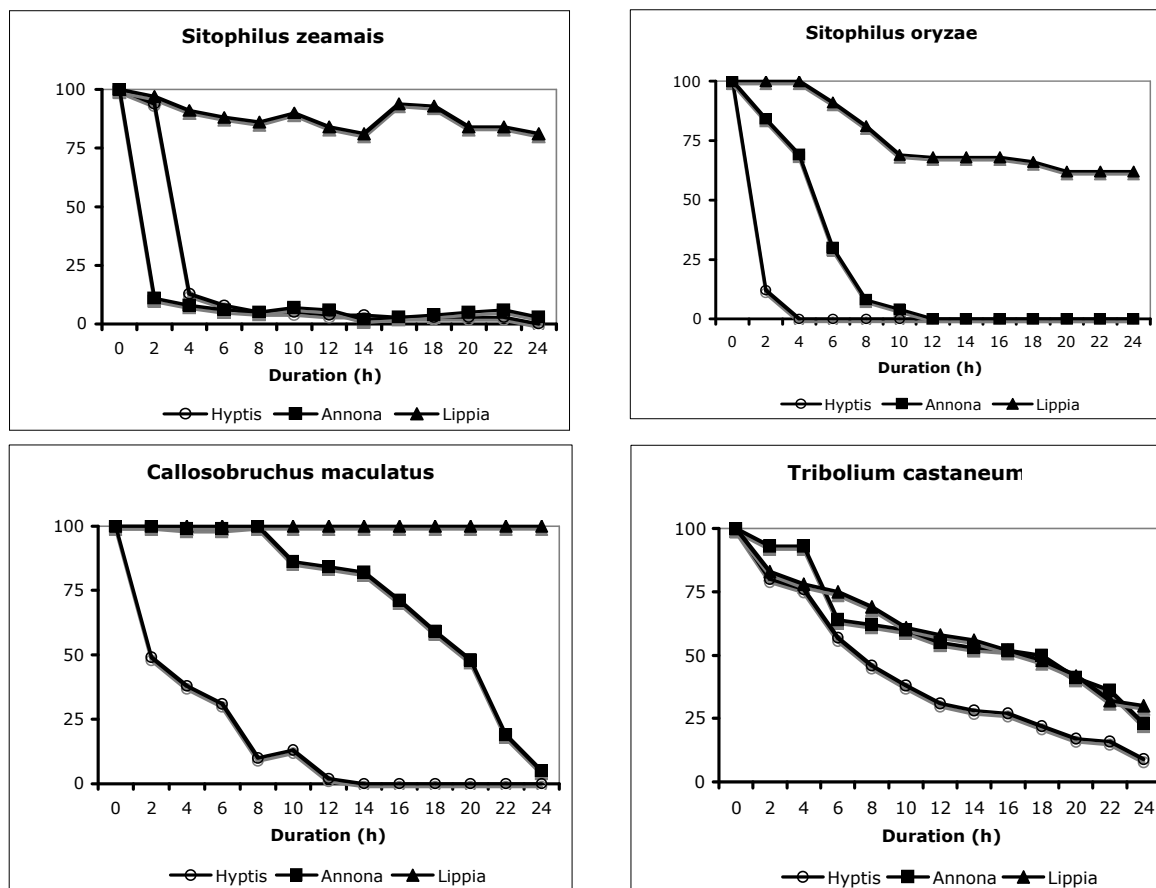 Sitophilus zeamais
100
75
50
25
0
0 2 4 6 8 10 12 14 16 18 20 22 24
Duration (h)
Hyptis Annona Lippia
Sitophilus oryzae
100
75
50
25
0
0 2 4 6 8 10 12 14 16 18 20 22 24
Duration (h)
Hyptis Annona Lippia
Callosobruchus maculatus
100
75
50
25
0
0 2 4 6 8 10 12 14 16 18 20 22 24
Duration (h)
Hyptis Annona Lippia
Tribolium castaneum
100
75
50
25
0
0 2 4 6 8 10 12 14 16 18 20 22 24
Duration (h)
Hyptis Annona Lippia